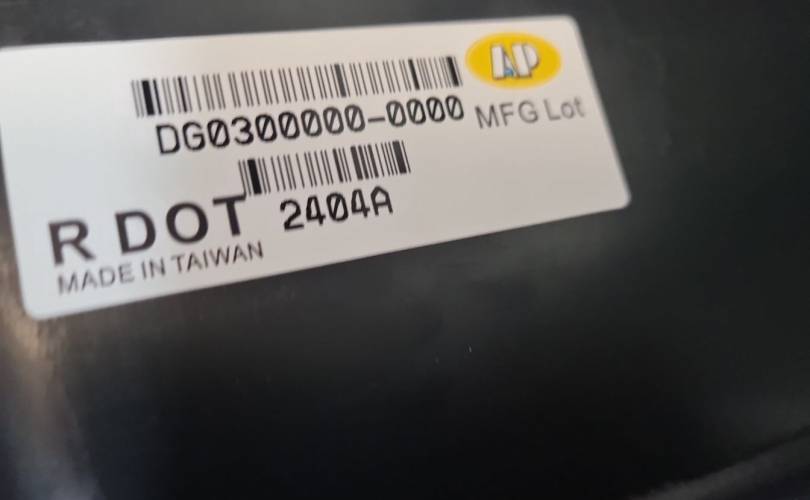 AP
DG0300000-0000 MFG Lot
R DOT 2404A
MADE IN TAIWAN